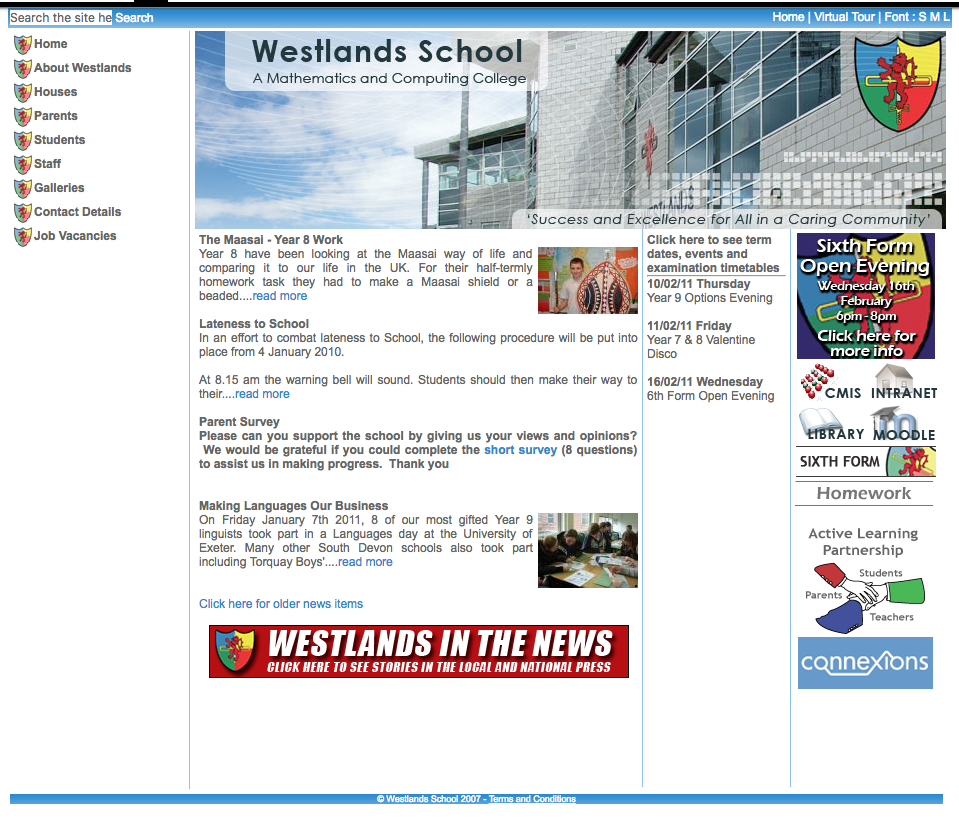 Search the site he Search
Home | Virtual Tour | Font : S M L
Home
About Westlands
Houses
Parents
Students
Staff
Galleries
Contact Details
Job Vacancies
Westlands School
A Mathematics and Computing College
'Success and Excellence for All in a Caring Community'
The Maasai - Year 8 Work
Year 8 have been looking at the Maasai way of life and
comparing it to our life in the UK. For their half-termly
homework task they had to make a Maasai shield or a
beaded....read more
Lateness to School
In an effort to combat lateness to School, the following procedure will be put into
place from 4 January 2010.
At 8.15 am the warning bell will sound. Students should then make their way to
their....read more
Parent Survey
Please can you support the school by giving us your views and opinions?
We would be grateful if you could complete the short survey (8 questions)
to assist us in making progress. Thank you
Making Languages Our Business
On Friday January 7th 2011, 8 of our most gifted Year 9
linguists took part in a Languages day at the University of
Exeter. Many other South Devon schools also took part
including Torquay Boys'....read more
Click here for older news items
WESTLANDS IN THE NEWS
CLICK HERE TO SEE STORIES IN THE LOCAL AND NATIONAL PRESS
Click here to see term
dates, events and
examination timetables
10/02/11 Thursday
Year 9 Options Evening
11/02/11 Friday
Year 7 & 8 Valentine
Disco
16/02/11 Wednesday
6th Form Open Evening
Sixth Form
Open Evening
Wednesday 16th
February
6pm - 8pm
Click here for
more info
CMIS INTRANET
LIBRARY MOODLE
SIXTH FORM
Homework
Active Learning
Partnership
Students
Parents
Teachers
connexions
© Westlands School 2007 - Terms and Conditions